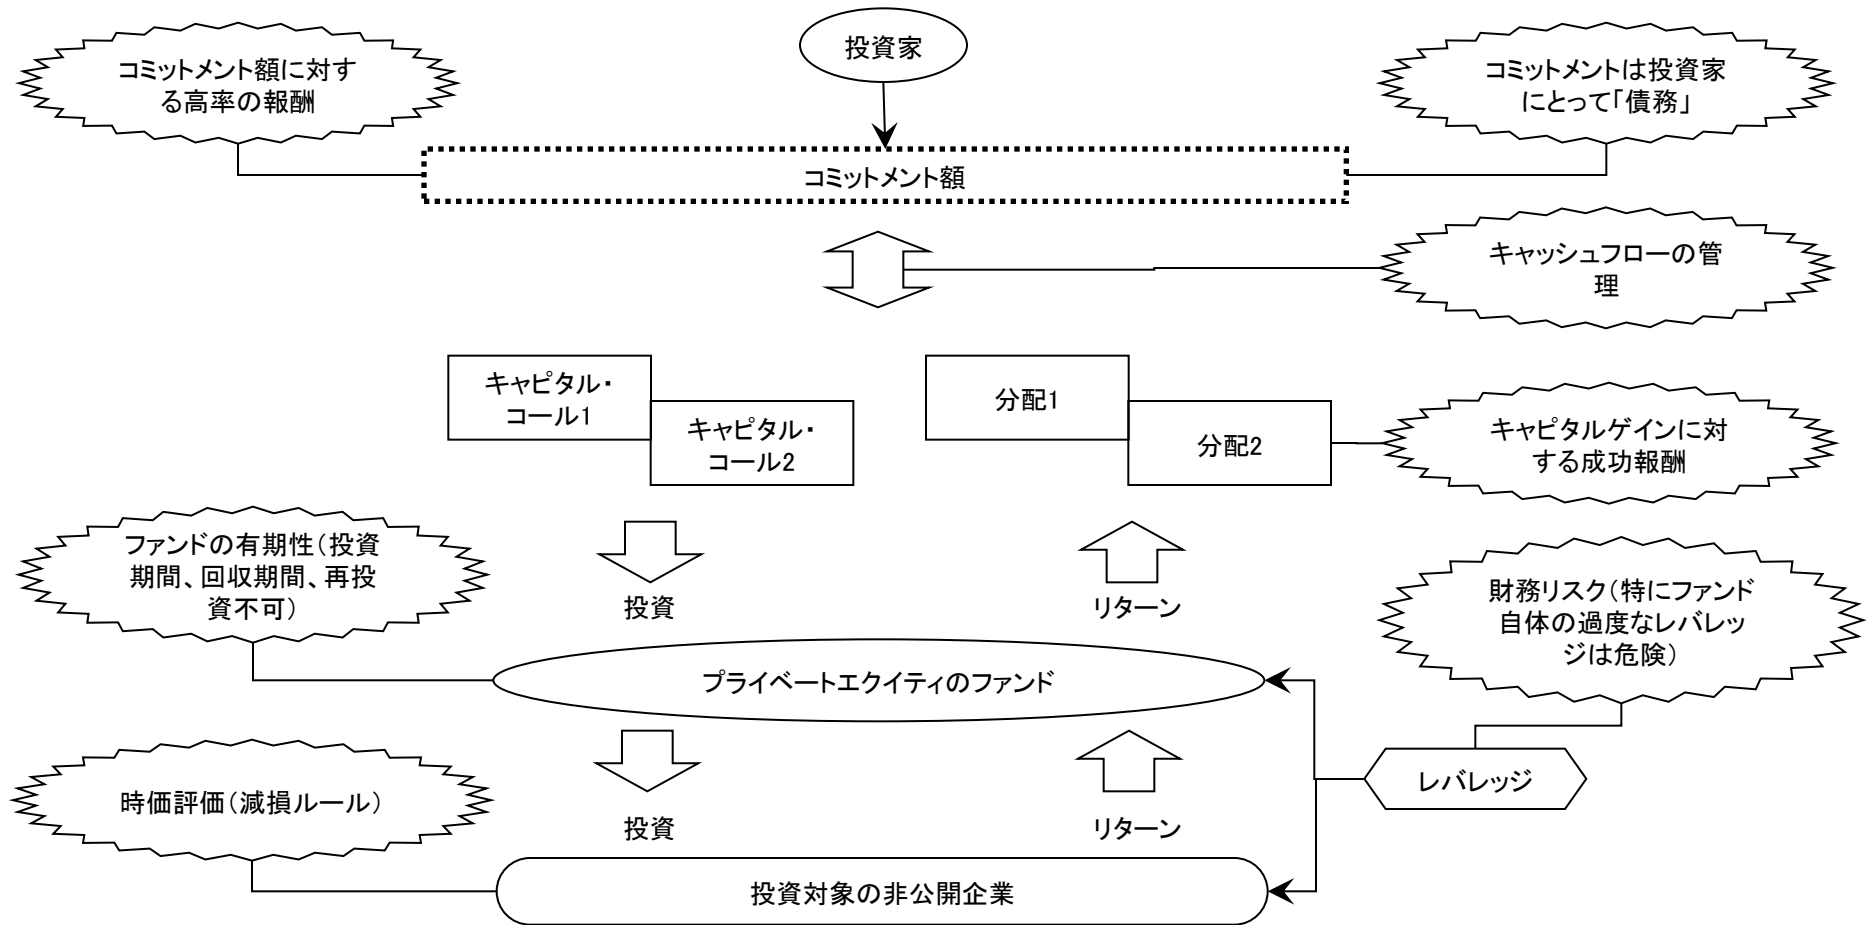 投資家
コミットメント額に対す
る高率の報酬
コミットメントは投資家
にとって「債務」
コミットメント額
キャッシュフローの管
理
キャピタル・
コール1
キャピタル・
コール2
分配1
分配2
キャピタルゲインに対
する成功報酬
ファンドの有期性（投資
期間、回収期間、再投
資不可）
投資
リターン
財務リスク（特にファンド
自体の過度なレバレッ
ジは危険）
プライベートエクイティのファンド
レバレッジ
時価評価（減損ルール）
投資
リターン
投資対象の非公開企業